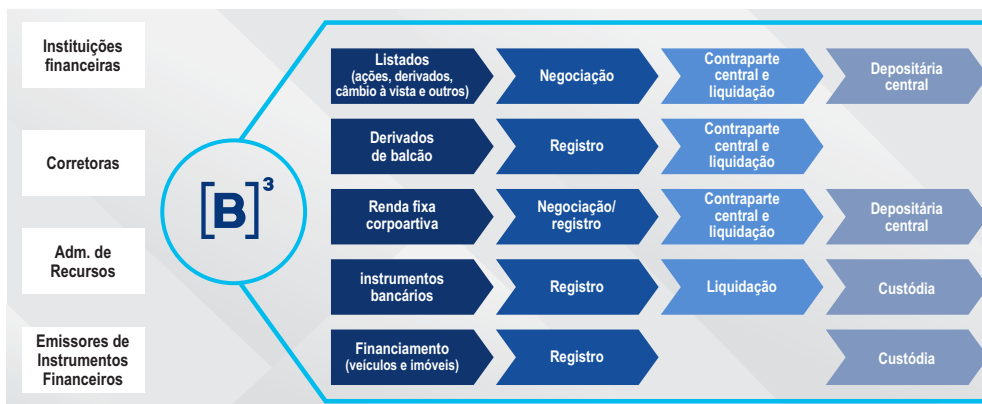 Instituições
financeiras
Corretoras
Adm. de
Recursos
Emissores de
Instrumentos
Financeiros
[B]³
Listados
(ações, derivados,
câmbio à vista e outros)
Negociação
Contraparte
central e
liquidação
Depositária
central
Derivados
de balcão
Registro
Contraparte
central e
liquidação
Renda fixa
corpoartiva
Negociação/
registro
Contraparte
central e
liquidação
Depositária
central
instrumentos
bancários
Registro
Liquidação
Custódia
Financiamento
(veículos e imóveis)
Registro
Custódia